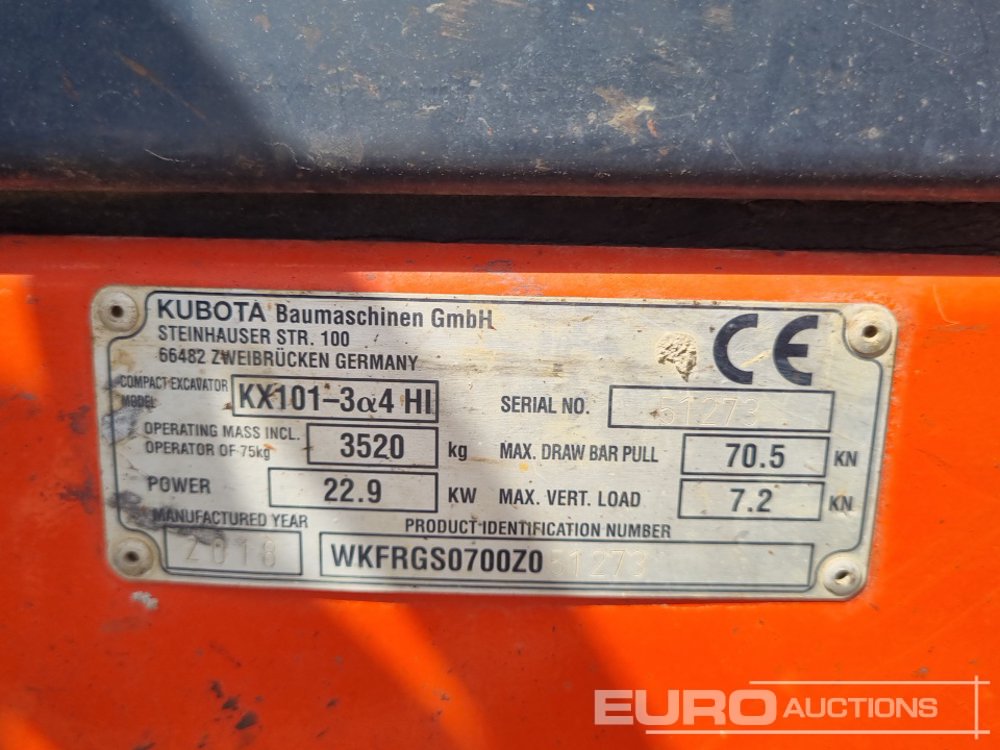 KUBOTA Baumaschinen GmbH
STEINHAUSER STR. 100
66482 ZWEIBRÜCKEN GERMANY
CE
COMPACT EXCAVATOR
MODEL
KX101-3α4 HI
SERIAL NO. 51273
OPERATING MASS INCL.
OPERATOR OF 75kg
3520 kg
MAX. DRAW BAR PULL 70.5 KN
POWER 22.9 KW
MAX. VERT. LOAD 7.2 KN
MANUFACTURED YEAR
2018
PRODUCT IDENTIFICATION NUMBER
WKFRGS0700Z051273
EURO AUCTIONS